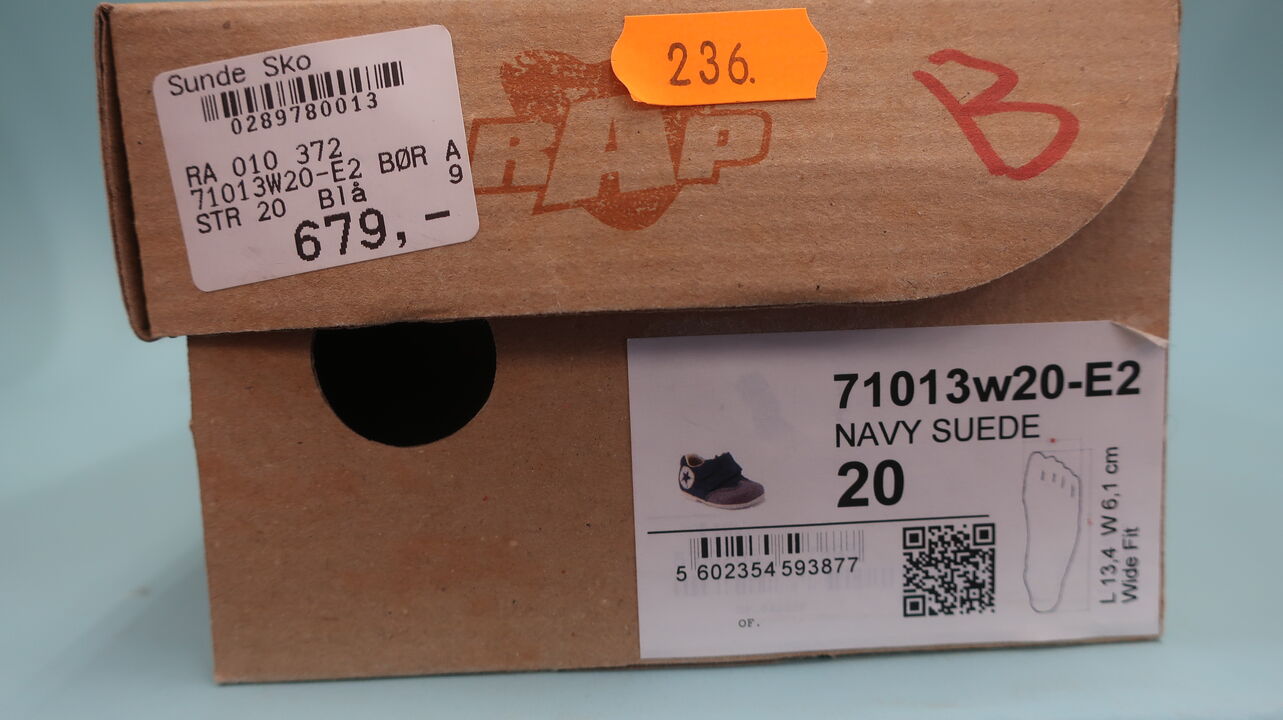 Sunde Sko
0289780013
RA 010 372
71013W20-E2 BØR A
STR 20 Blå 9
679,-
236.
RAP
B
71013w20-E2
NAVY SUEDE
20
5 602354 593877
OF.
L 13,4 W 6,1 cm
Wide Fit